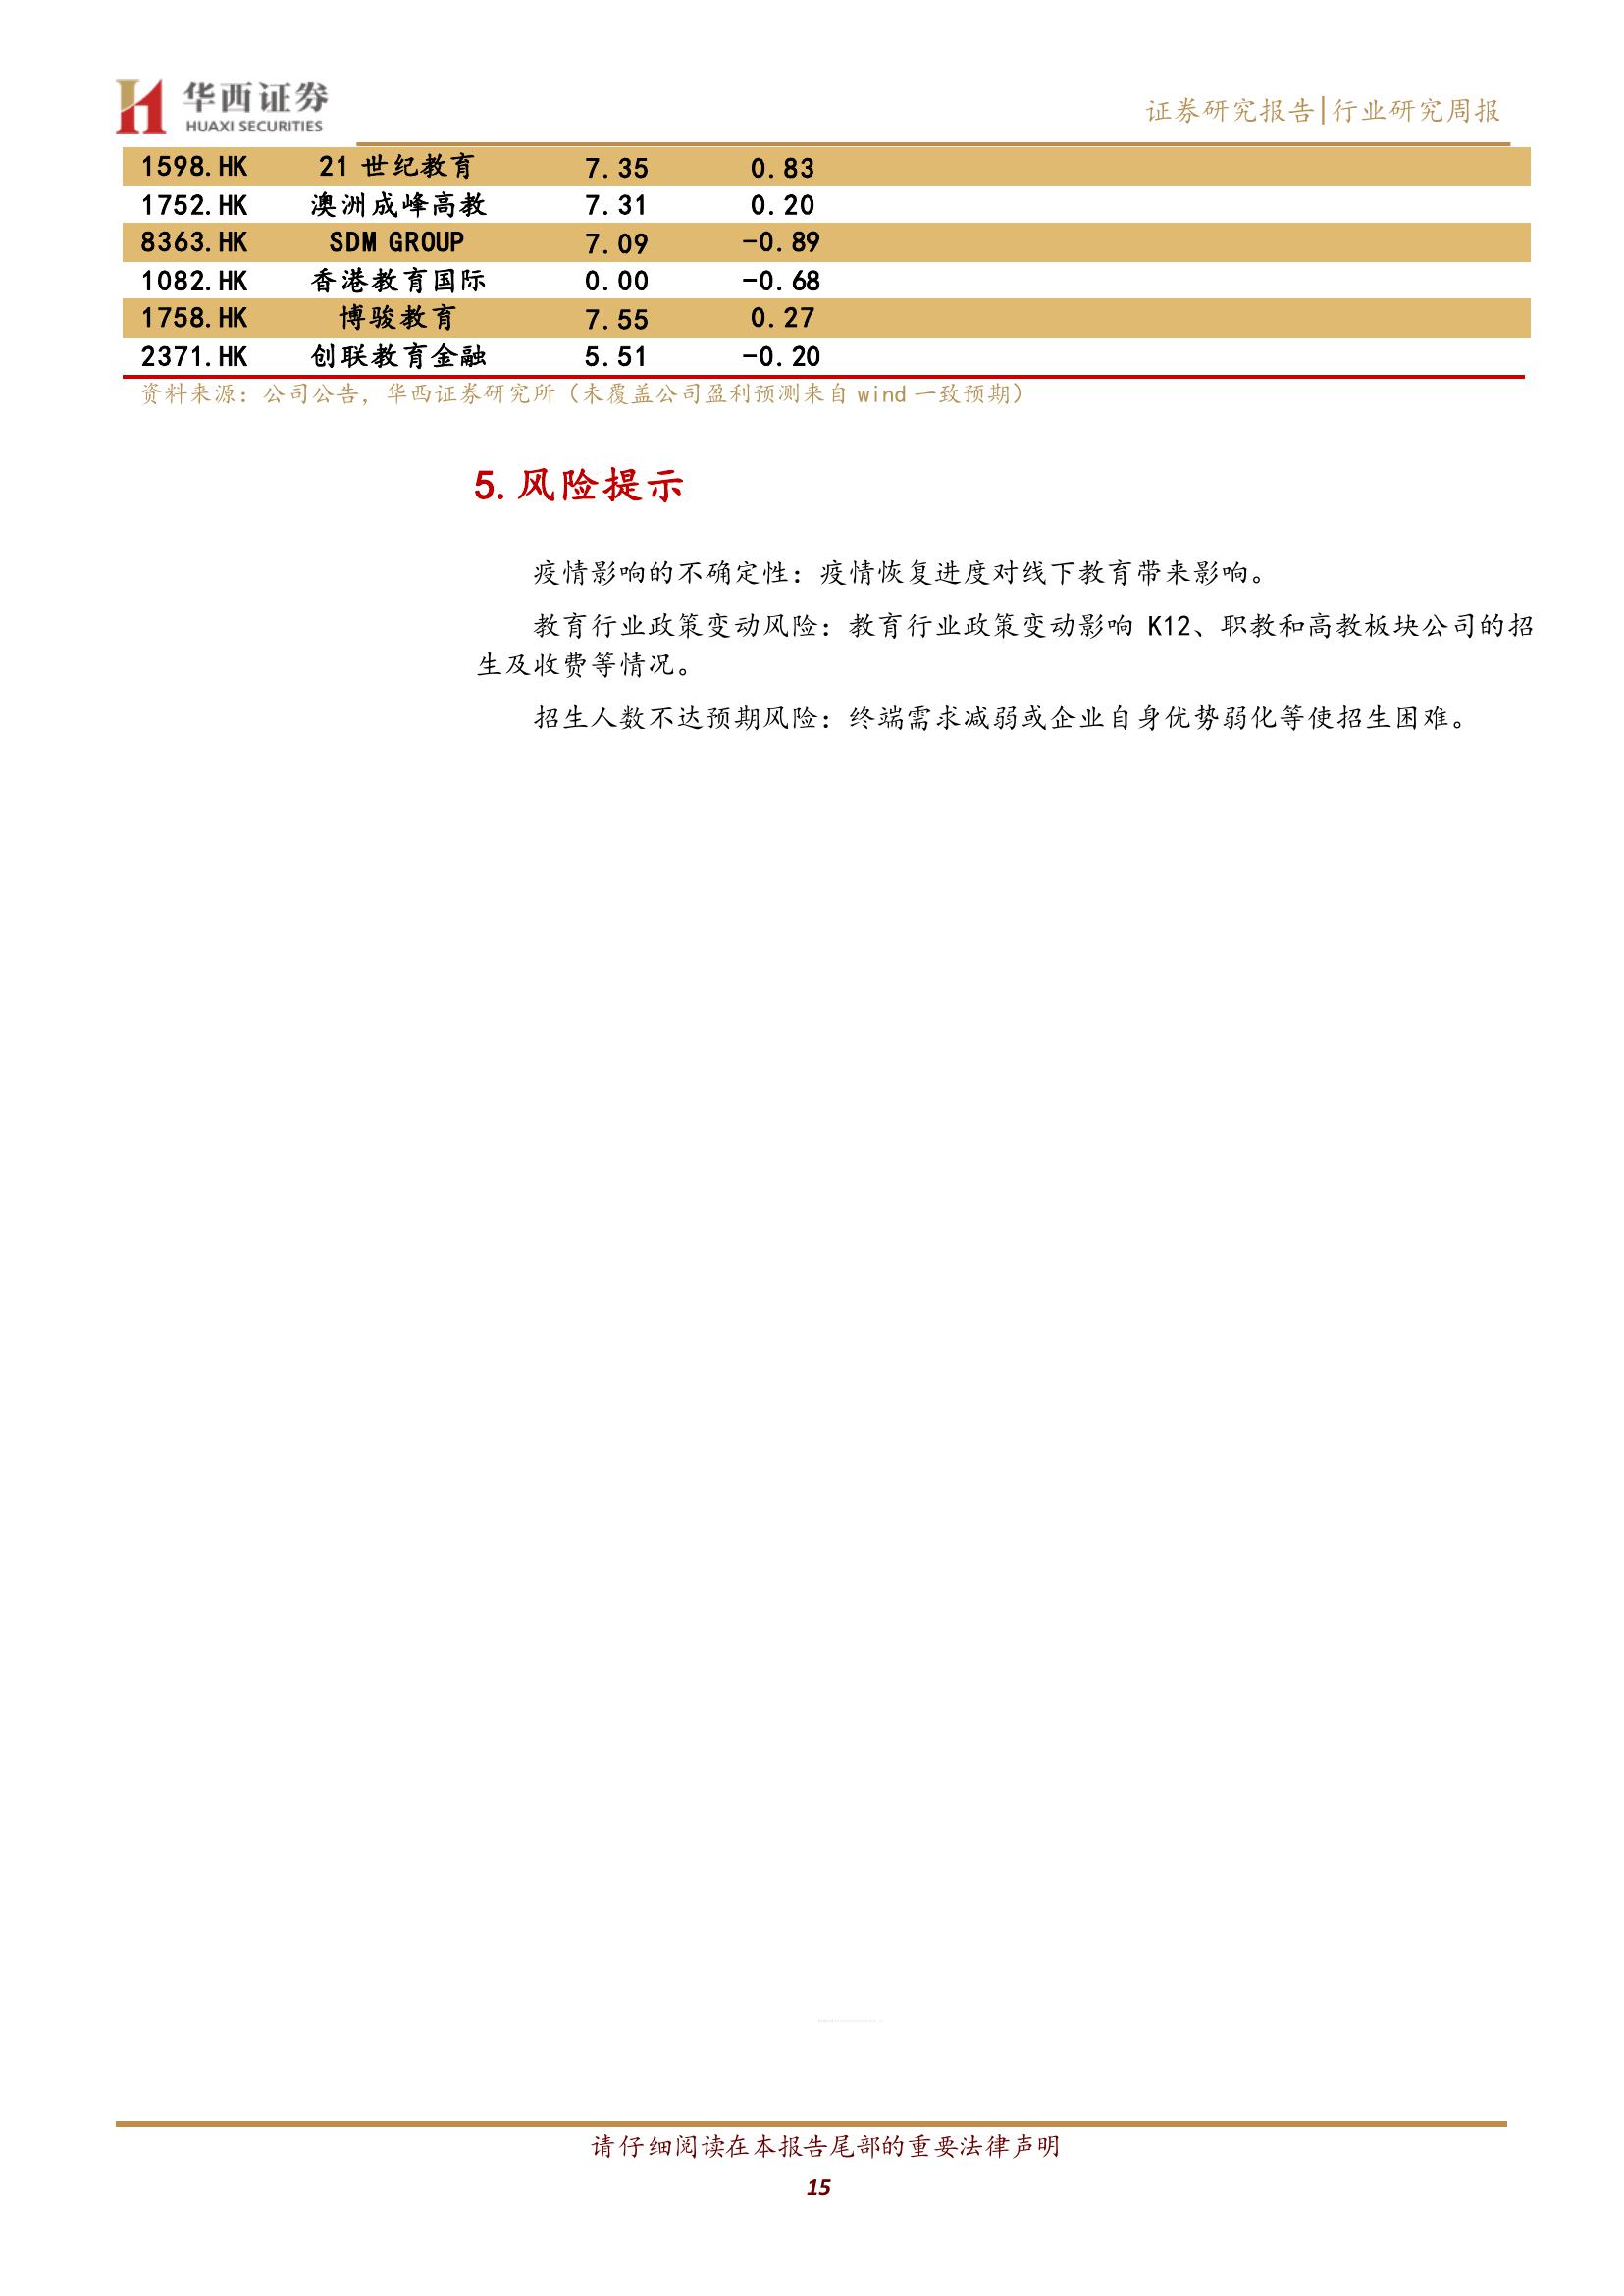 华西证券
HUAXI SECURITIES
证券研究报告|行业研究周报
1598.HK 21 世纪教育 7.35 0.83
1752.HK 澳洲成峰高教 7.31 0.20
8363.HK SDM GROUP 7.09 -0.89
1082.HK 香港教育国际 0.00 -0.68
1758.HK 博骏教育 7.55 0.27
2371.HK 创联教育金融 5.51 -0.20
资料来源：公司公告，华西证券研究所（未覆盖公司盈利预测来自 wind 一致预期）
5.风险提示
疫情影响的不确定性：疫情恢复进度对线下教育带来影响。
教育行业政策变动风险：教育行业政策变动影响 K12、职教和高教板块公司的招
生及收费等情况。
招生人数不达预期风险：终端需求减弱或企业自身优势弱化等使招生困难。
请仔细阅读在本报告尾部的重要法律声明
15